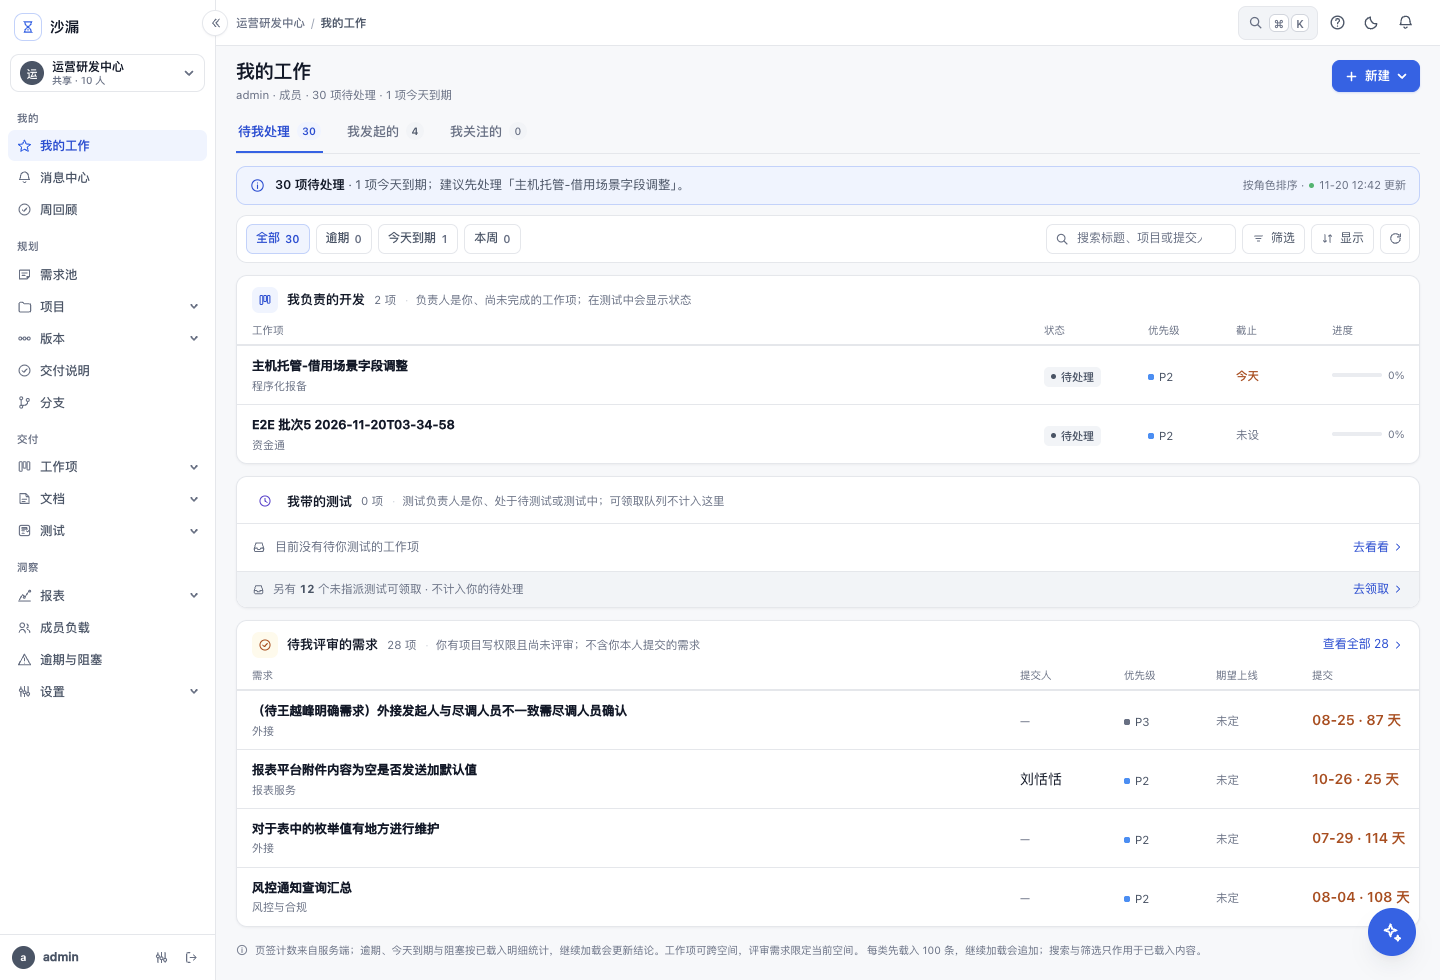 沙漏
运营研发中心 / 我的工作
⌘ K
运 运营研发中心
共享 · 10 人
我的
我的工作
消息中心
周回顾
规划
需求池
项目
版本
交付说明
分支
交付
工作项
文档
测试
洞察
报表
成员负载
逾期与阻塞
设置
a admin
我的工作
admin · 成员 · 30 项待处理 · 1 项今天到期
新建
待我处理 30 我发起的 4 我关注的 0
30 项待处理 · 1 项今天到期；建议先处理「主机托管-借用场景字段调整」。
按角色排序 · 11-20 12:42 更新
全部 30 逾期 0 今天到期 1 本周 0
搜索标题、项目或提交 筛选 显示
我负责的开发 2 项 · 负责人是你、尚未完成的工作项；在测试中会显示状态
工作项 状态 优先级 截止 进度
主机托管-借用场景字段调整
程序化报备
待处理 P2 今天 0%
E2E 批次5 2026-11-20T03-34-58
资金通
待处理 P2 未设 0%
我带的测试 0 项 · 测试负责人是你、处于待测试或测试中；可领取队列不计入这里
目前没有待你测试的工作项 去看看
另有 12 个未指派测试可领取 · 不计入你的待处理 去领取
待我评审的需求 28 项 · 你有项目写权限且尚未评审；不含你本人提交的需求 查看全部 28
需求 提交人 优先级 期望上线 提交
（待王越峰明确需求）外接发起人与尽调人员不一致需尽调人员确认
外接
— P3 未定 08-25 · 87 天
报表平台附件内容为空是否发送加默认值
报表服务
刘恬恬 P2 未定 10-26 · 25 天
对于表中的枚举值有地方进行维护
外接
— P2 未定 07-29 · 114 天
风控通知查询汇总
风控与合规
— P2 未定 08-04 · 108 天
页签计数来自服务端；逾期、今天到期与阻塞按已载入明细统计，继续加载会更新结论。工作项可跨空间，评审需求限定当前空间。 每类先载入 100 条，继续加载会追加；搜索与筛选只作用于已载入内容。